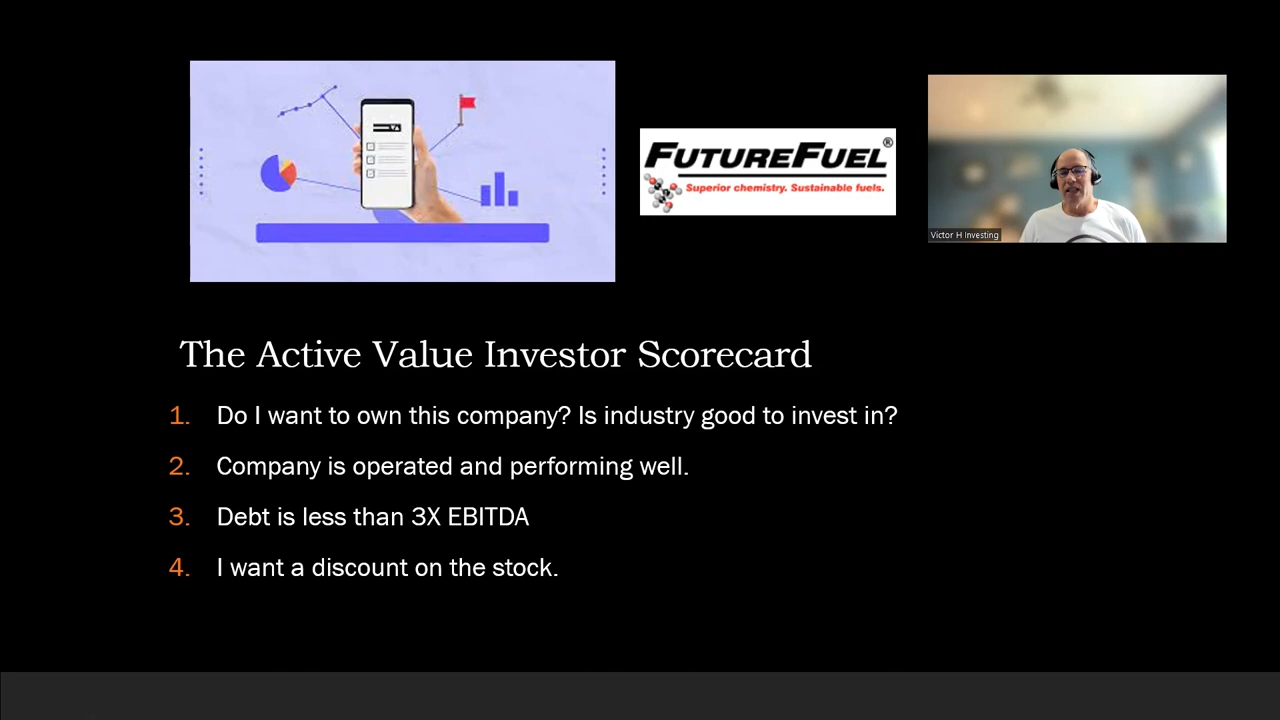 FUTUREFUEL®
Superior chemistry. Sustainable fuels.
Victor H Investing
The Active Value Investor Scorecard
1. Do I want to own this company? Is industry good to invest in?
2. Company is operated and performing well.
3. Debt is less than 3X EBITDA
4. I want a discount on the stock.